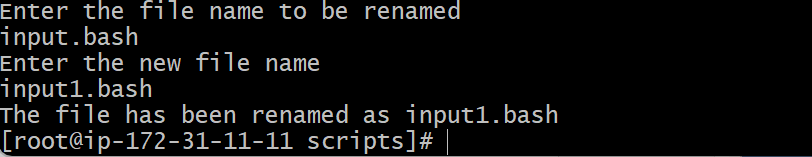 Enter the file name to be renamed
input.bash
Enter the new file name
input1.bash
The file has been renamed as input1.bash
[root@ip-172-31-11-11 scripts]#